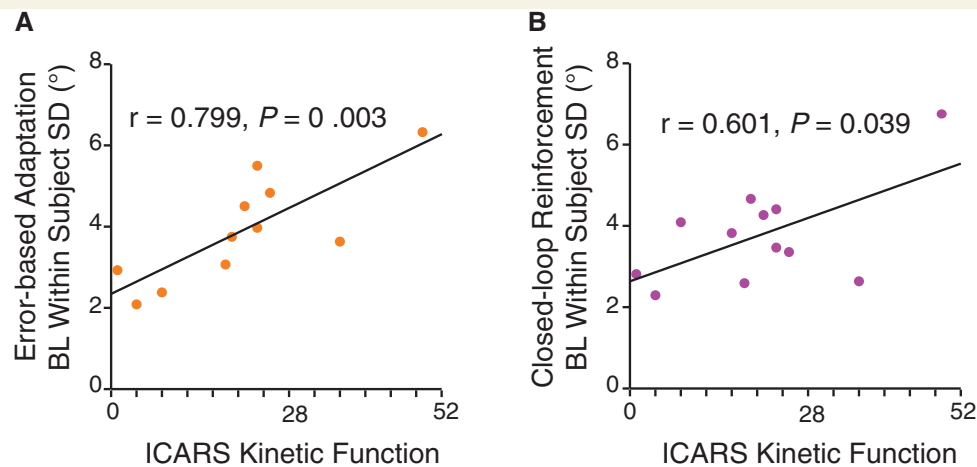 A
Error-based Adaptation
BL Within Subject SD (°)
8
6
4
2
0
r = 0.799, P = 0 .003
0
28
52
ICARS Kinetic Function
B
Closed-loop Reinforcement
BL Within Subject SD (°)
8
6
4
2
0
r = 0.601, P = 0.039
0
28
52
ICARS Kinetic Function